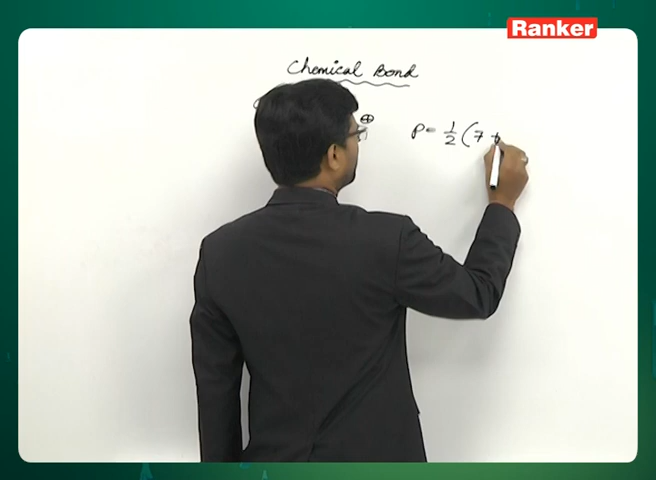 Ranker
Chemical Bond
⊕
P = 1/2 (7 +